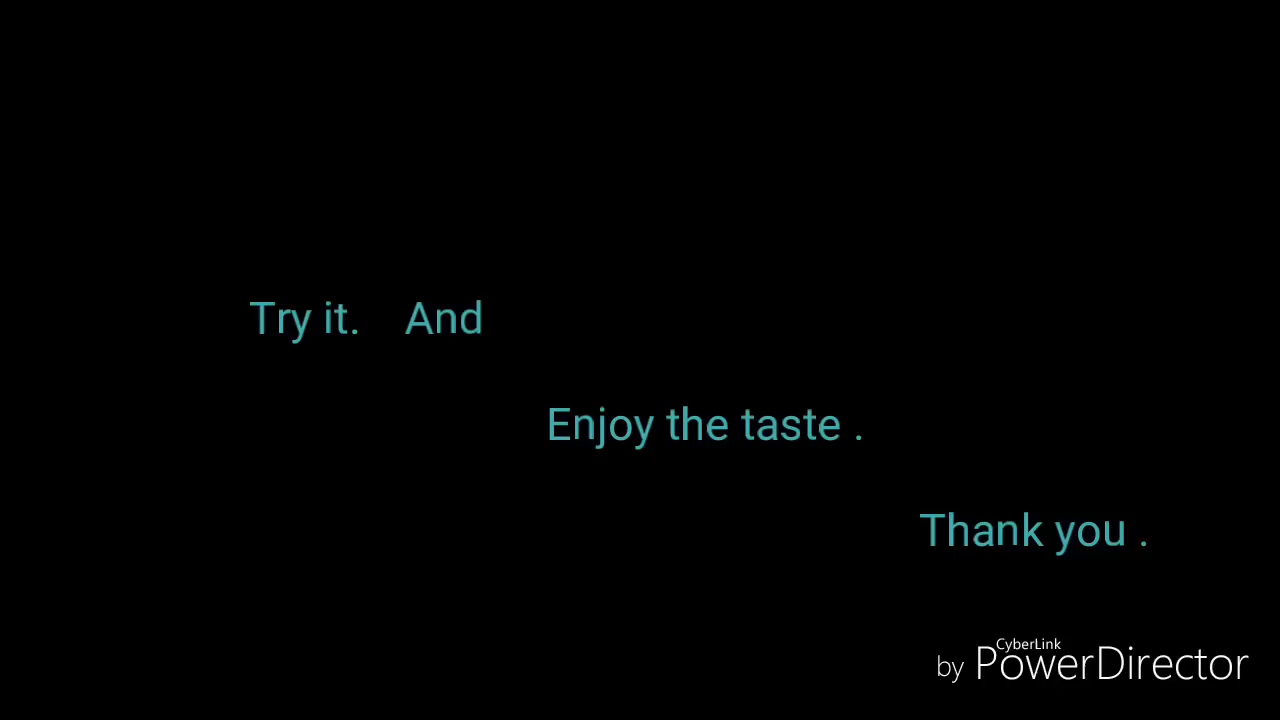 Try it.    And
Enjoy the taste .
Thank you .
CyberLink
by PowerDirector